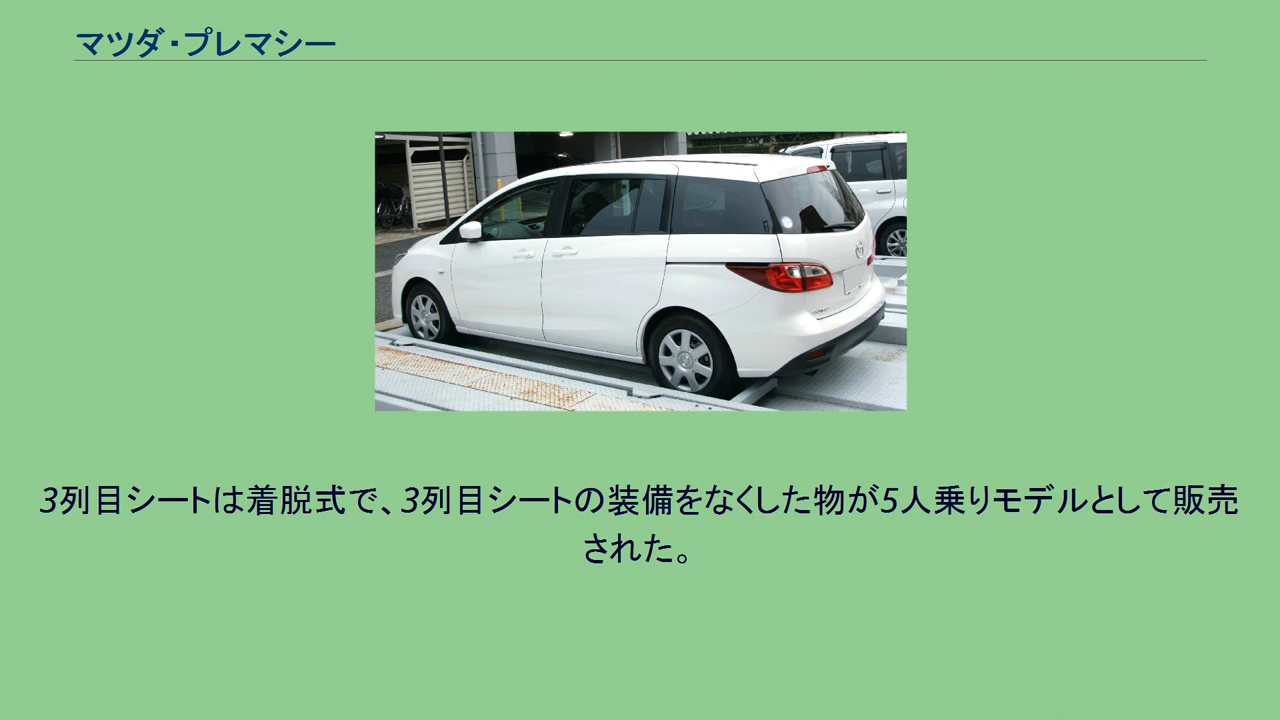 マツダ・プレマシー
3列目シートは着脱式で、3列目シートの装備をなくした物が5人乗りモデルとして販売
された。